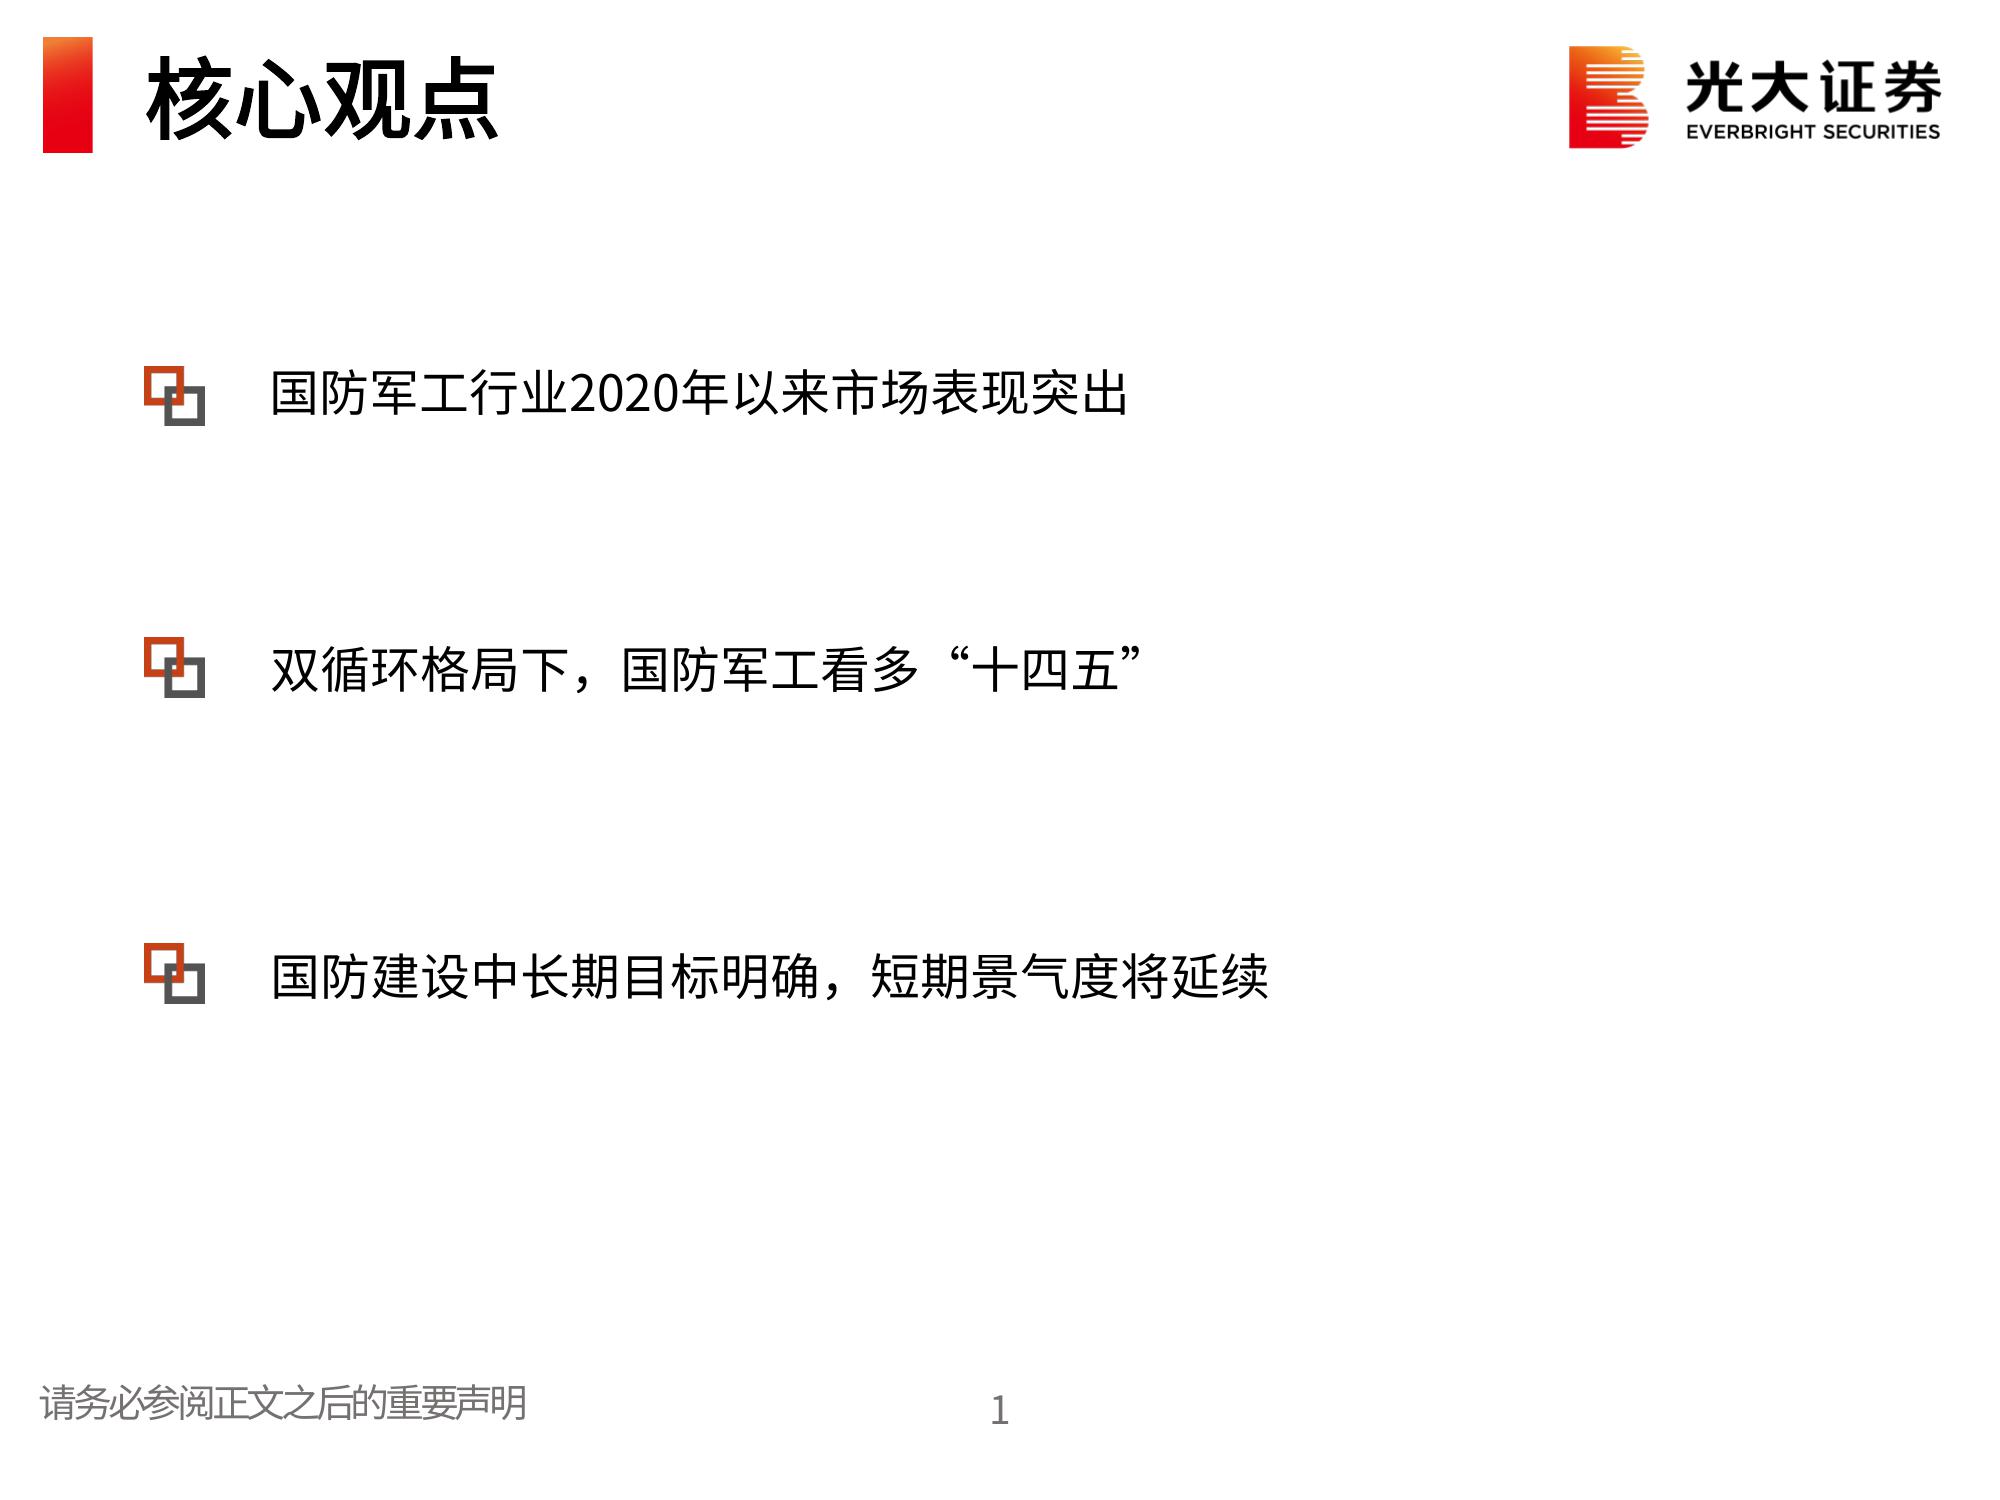 核心观点
光大证券
EVERBRIGHT SECURITIES
国防军工行业2020年以来市场表现突出
双循环格局下，国防军工看多“十四五”
国防建设中长期目标明确，短期景气度将延续
请务必参阅正文之后的重要声明
1